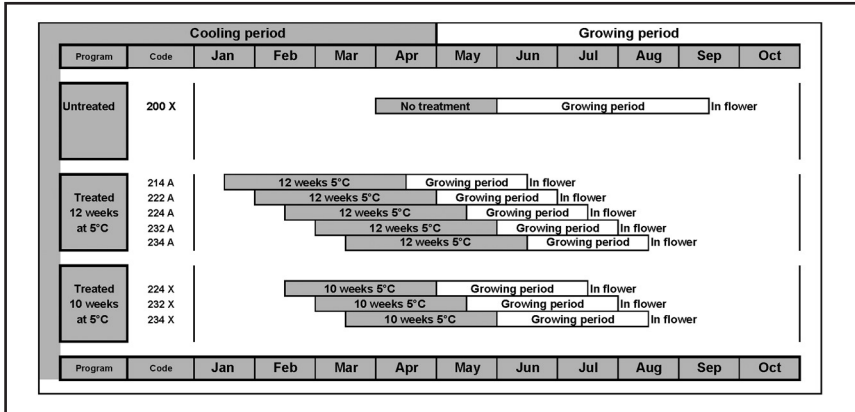 Cooling period Growing period
Program Code Jan Feb Mar Apr May Jun Jul Aug Sep Oct
Untreated 200 X No treatment Growing period In flower
214 A 12 weeks 5°C Growing period In flower
Treated 222 A 12 weeks 5°C Growing period In flower
12 weeks 224 A 12 weeks 5°C Growing period In flower
at 5°C 232 A 12 weeks 5°C Growing period In flower
234 A 12 weeks 5°C Growing period In flower
Treated 224 X 10 weeks 5°C Growing period In flower
10 weeks 232 X 10 weeks 5°C Growing period In flower
at 5°C 234 X 10 weeks 5°C Growing period In flower
Program Code Jan Feb Mar Apr May Jun Jul Aug Sep Oct